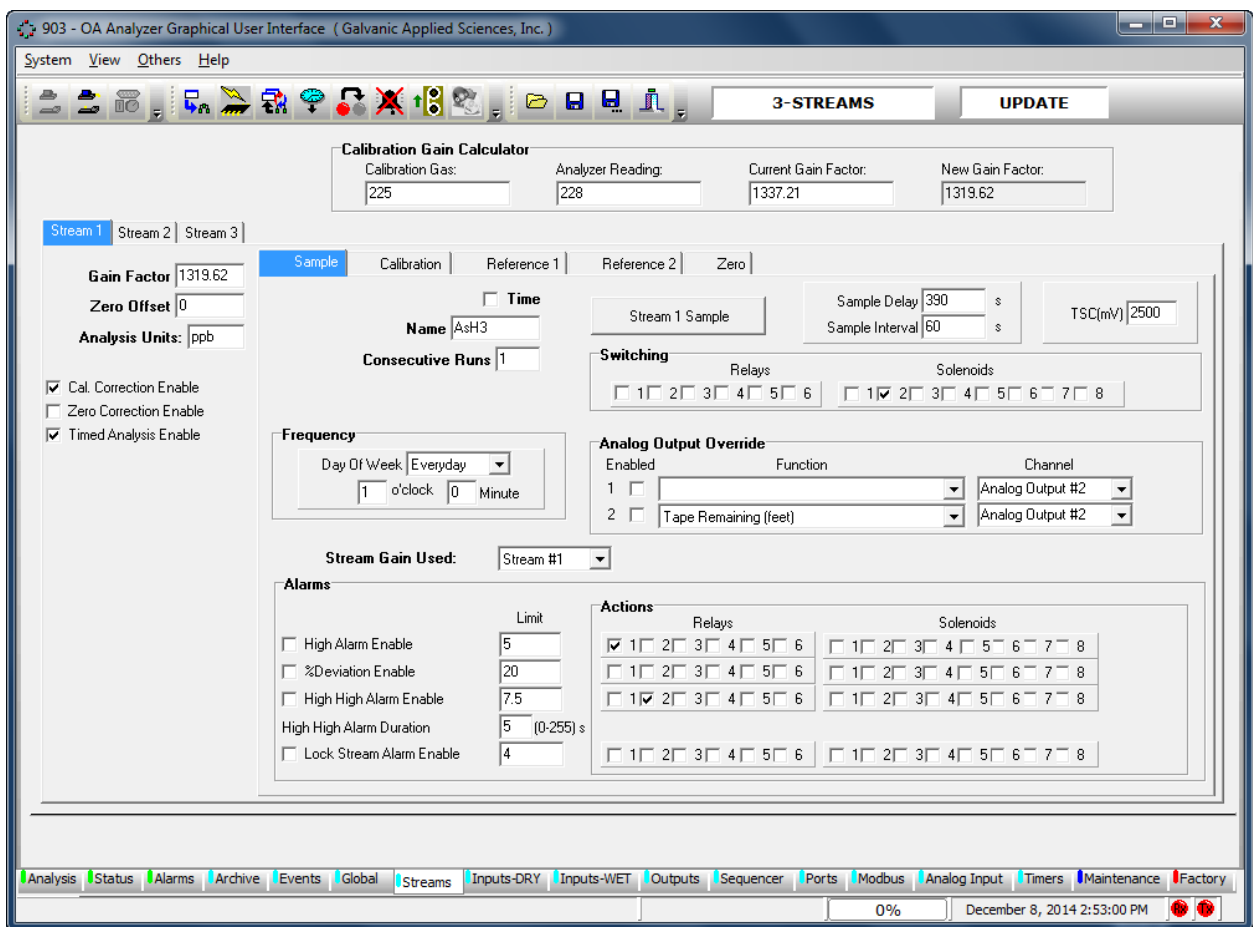 903 - OA Analyzer Graphical User Interface ( Galvanic Applied Sciences, Inc. )
System View Others Help
3-STREAMS UPDATE
Calibration Gain Calculator
Calibration Gas: Analyzer Reading: Current Gain Factor: New Gain Factor:
225 228 1337.21 1319.62
Stream 1 Stream 2 Stream 3
Sample Calibration Reference 1 Reference 2 Zero
Gain Factor 1319.62
Zero Offset 0
Analysis Units: ppb
Cal. Correction Enable
Zero Correction Enable
Timed Analysis Enable
Time
Name AsH3
Consecutive Runs 1
Stream 1 Sample
Sample Delay 390 s
Sample Interval 60 s
TSC(mV) 2500
Switching
Relays Solenoids
1 2 3 4 5 6 1 2 3 4 5 6 7 8
Frequency
Day Of Week Everyday
1 o'clock 0 Minute
Analog Output Override
Enabled Function Channel
1 Analog Output #2
2 Tape Remaining (feet) Analog Output #2
Stream Gain Used: Stream #1
Alarms
Limit
Actions
Relays Solenoids
High Alarm Enable 5 1 2 3 4 5 6 1 2 3 4 5 6 7 8
%Deviation Enable 20 1 2 3 4 5 6 1 2 3 4 5 6 7 8
High High Alarm Enable 7.5 1 2 3 4 5 6 1 2 3 4 5 6 7 8
High High Alarm Duration 5 (0-255) s
Lock Stream Alarm Enable 4 1 2 3 4 5 6 1 2 3 4 5 6 7 8
Analysis Status Alarms Archive Events Global Streams Inputs-DRY Inputs-WET Outputs Sequencer Ports Modbus Analog Input Timers Maintenance Factory
0% December 8, 2014 2:53:00 PM Rx Tx